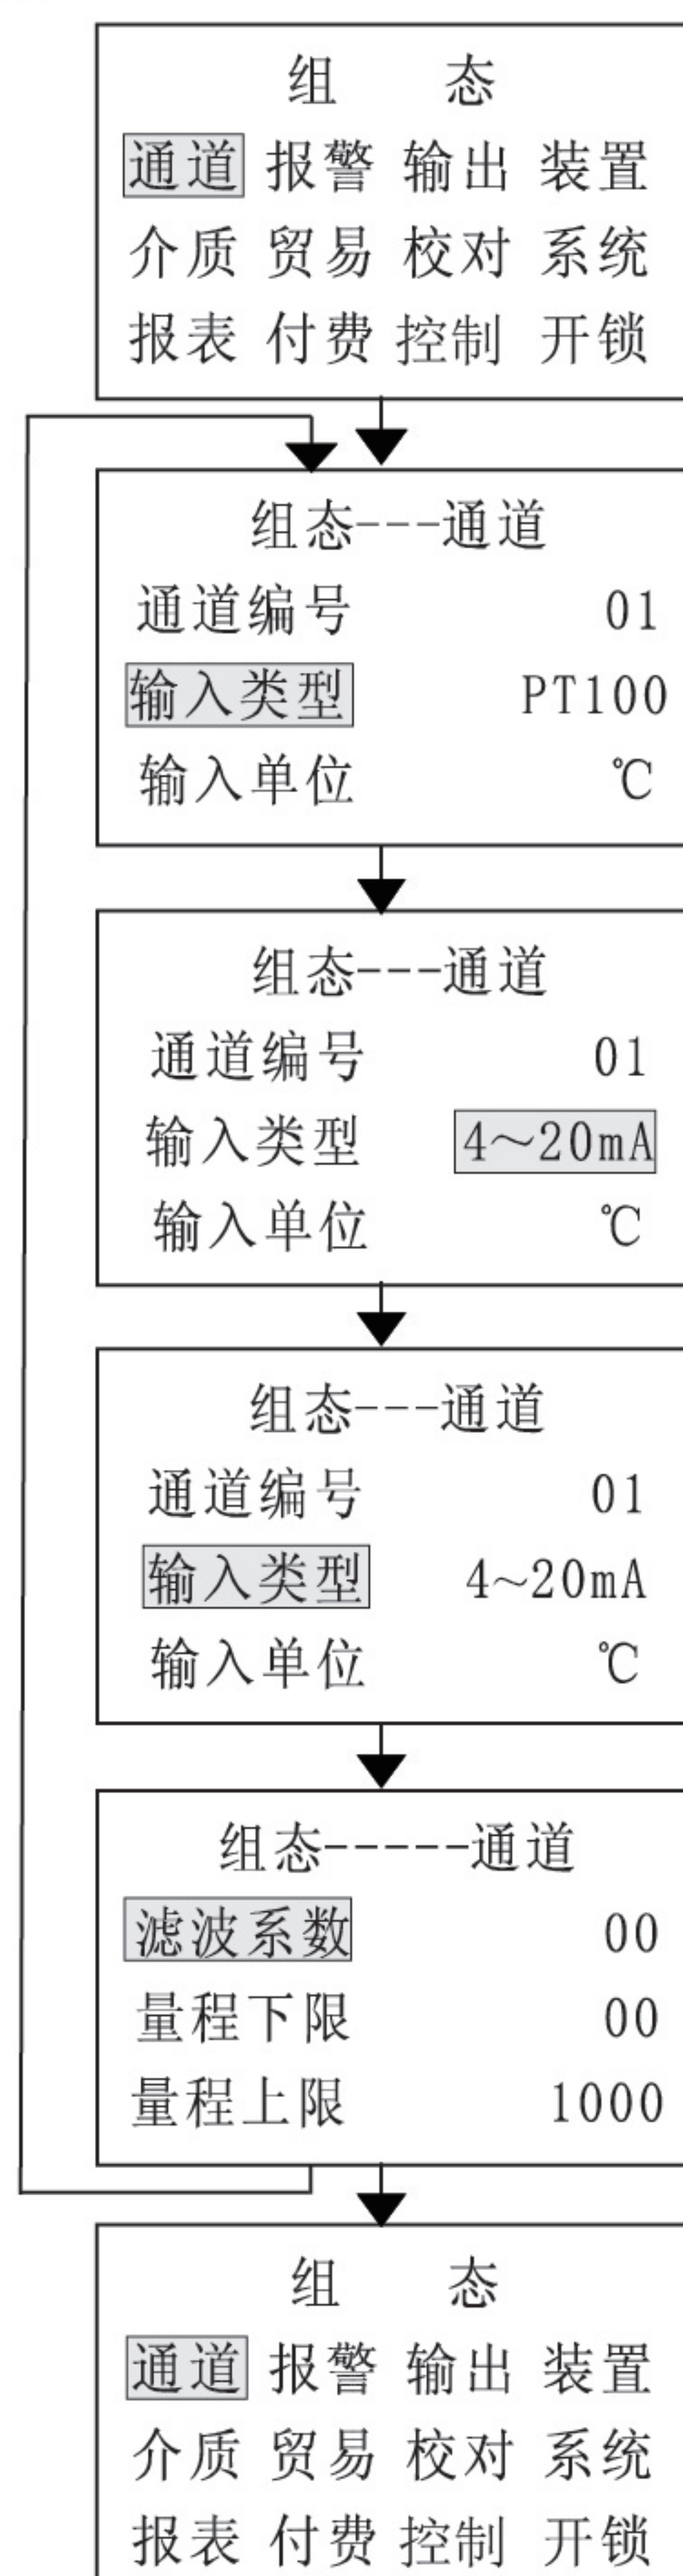 组 态
通道 报警 输出 装置
介质 贸易 校对 系统
报表 付费 控制 开锁
组态---通道
通道编号 01
输入类型 PT100
输入单位 ℃
组态---通道
通道编号 01
输入类型 4~20mA
输入单位 ℃
组态---通道
通道编号 01
输入类型 4~20mA
输入单位 ℃
组态-----通道
滤波系数 00
量程下限 00
量程上限 1000
组 态
通道 报警 输出 装置
介质 贸易 校对 系统
报表 付费 控制 开锁